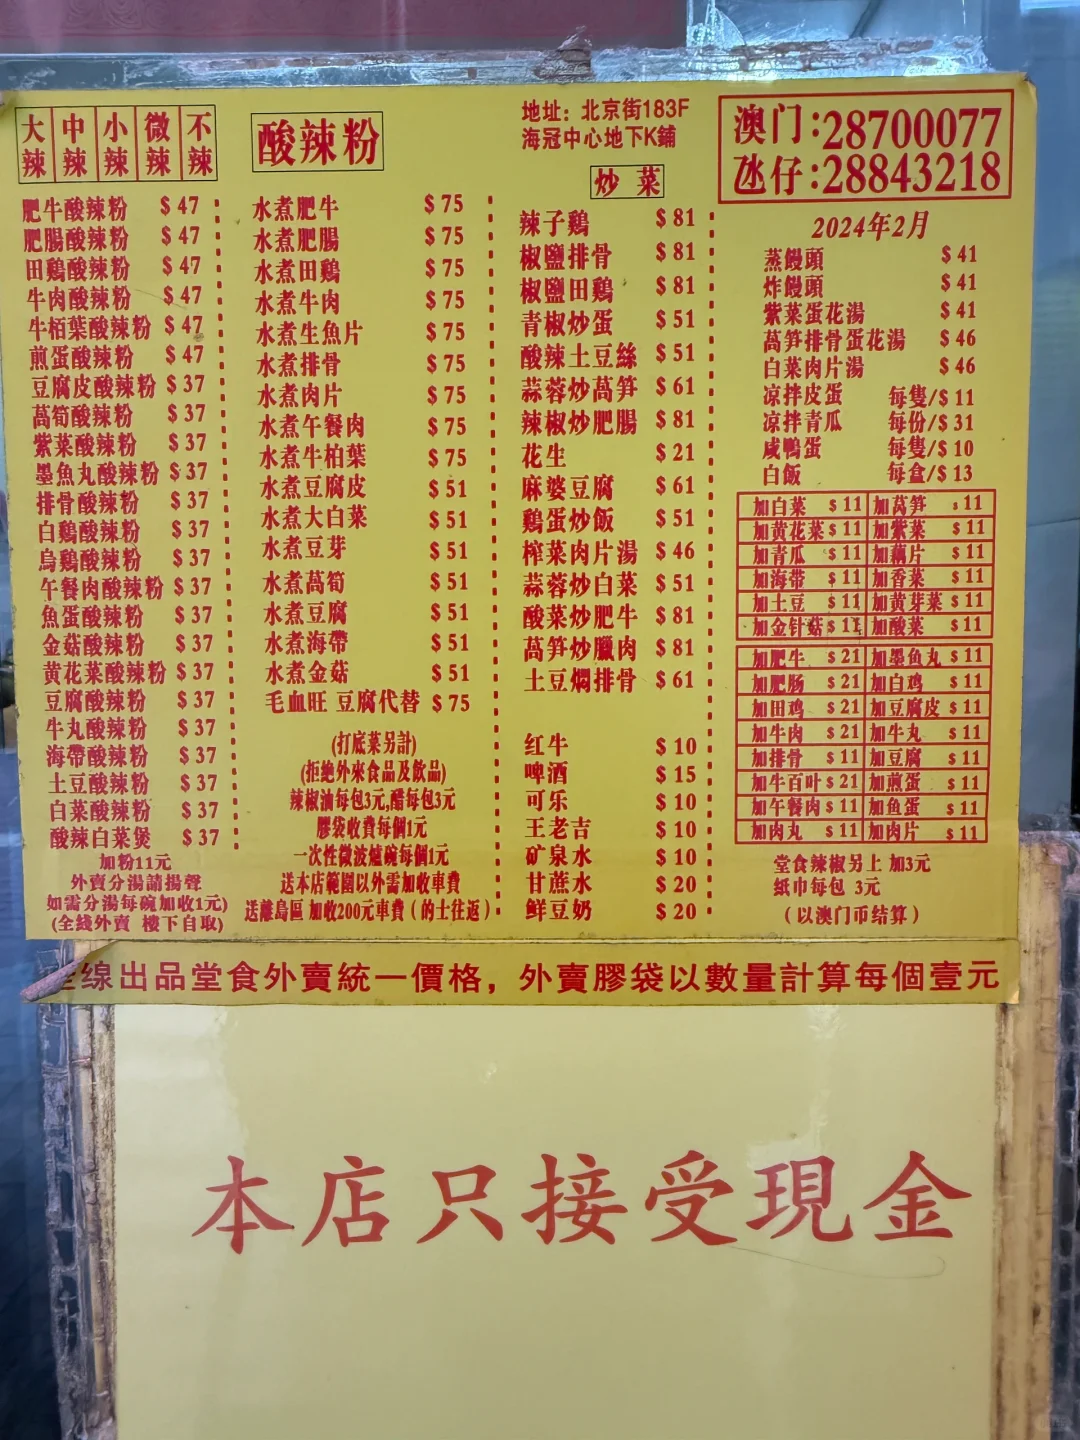 大辣 中辣 小辣 微辣 不辣
酸辣粉
肥牛酸辣粉 $47
肥腸酸辣粉 $47
田鷄酸辣粉 $47
牛肉酸辣粉 $47
牛栢葉酸辣粉 $47
煎蛋酸辣粉 $47
豆腐皮酸辣粉 $37
萵筍酸辣粉 $37
紫菜酸辣粉 $37
墨魚丸酸辣粉 $37
排骨酸辣粉 $37
白鷄酸辣粉 $37
烏鷄酸辣粉 $37
午餐肉酸辣粉 $37
魚蛋酸辣粉 $37
金菇酸辣粉 $37
黄花菜酸辣粉 $37
豆腐酸辣粉 $37
牛丸酸辣粉 $37
海帶酸辣粉 $37
土豆酸辣粉 $37
白菜酸辣粉 $37
酸辣白菜煲 $37
加粉11元
外賣分湯請揚聲
如需分湯每碗加收1元)
(全綫外賣 樓下自取)
水煮肥牛 $75
水煮肥腸 $75
水煮田鷄 $75
水煮牛肉 $75
水煮生魚片 $75
水煮排骨 $75
水煮肉片 $75
水煮午餐肉 $75
水煮牛柏葉 $75
水煮豆腐皮 $51
水煮大白菜 $51
水煮豆芽 $51
水煮萵筍 $51
水煮豆腐 $51
水煮海帶 $51
水煮金菇 $51
毛血旺 豆腐代替 $75
(打底菜另計)
(拒绝外來食品及飲品)
辣椒油每包3元,醋每包3元
膠袋收費每個1元
一次性微波爐碗每個1元
送本店範圍以外需加收車費
送離島區 加收200元車費(的士往返)
地址: 北京街183F
海冠中心地下K鋪
炒菜
辣子鷄 $81
椒鹽排骨 $81
椒鹽田鷄 $81
青椒炒蛋 $51
酸辣土豆絲 $51
蒜蓉炒萵笋 $61
辣椒炒肥腸 $81
花生 $21
麻婆豆腐 $61
鷄蛋炒飯 $51
榨菜肉片湯 $46
蒜蓉炒白菜 $51
酸菜炒肥牛 $81
萵笋炒臘肉 $81
土豆燜排骨 $61
红牛 $10
啤酒 $15
可乐 $10
王老吉 $10
矿泉水 $10
甘蔗水 $20
鲜豆奶 $20
澳门:28700077
氹仔:28843218
2024年2月
蒸饅頭 $41
炸饅頭 $41
紫菜蛋花湯 $41
萵笋排骨蛋花湯 $46
白菜肉片湯 $46
凉拌皮蛋 每隻/$11
凉拌青瓜 每份/$31
咸鴨蛋 每隻/$10
白飯 每盒/$13
加白菜 $11 加莴笋 $11
加黄花菜 $11 加紫菜 $11
加青瓜 $11 加藕片 $11
加海带 $11 加香菜 $11
加土豆 $11 加黄芽菜 $11
加金针菇 $11 加酸菜 $11
加肥牛 $21 加墨鱼丸 $11
加肥肠 $21 加白鸡 $11
加田鸡 $21 加豆腐皮 $11
加牛肉 $21 加牛丸 $11
加排骨 $11 加豆腐 $11
加牛百叶 $21 加煎蛋 $11
加午餐肉 $11 加鱼蛋 $11
加肉丸 $11 加肉片 $11
堂食辣椒另上 加3元
紙巾每包 3元
(以澳门币结算)
线出品堂食外賣統一價格，外賣膠袋以數量計算每個壹元
本店只接受現金